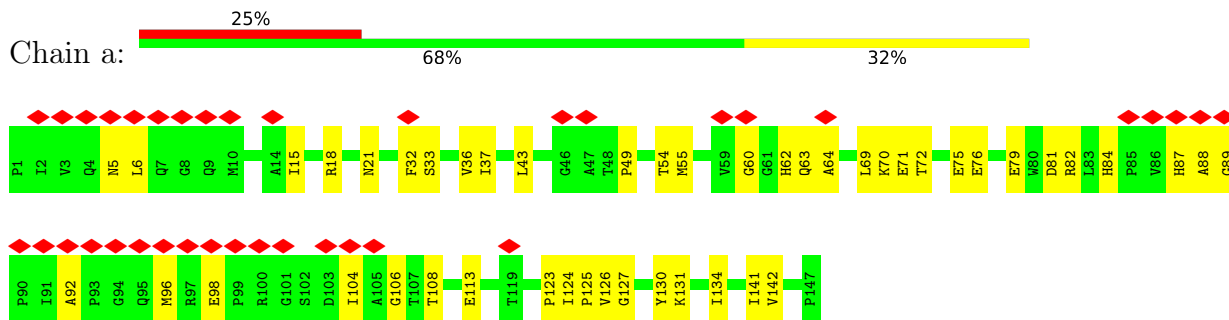 25%
Chain a:
68% 32%
P1 I2 V3 Q4 N5 L6 Q7 G8 Q9 M10 A14 I15 R18 N21 F32 S33 V36 I37 L43 G46 A47 T48 P49 T54 M55 V59 G60 G61 H62 Q63 A64 L69 K70 E71 T72 E75 E76 E79 W80 D81 R82 L83 H84 P85 V86 H87 A88 G89
P90 I91 A92 P93 G94 Q95 M96 R97 E98 P99 R100 G101 S102 D103 I104 A105 G106 T107 T108 E113 T119 P123 I124 P125 V126 G127 Y130 K131 I134 I141 V142 P147